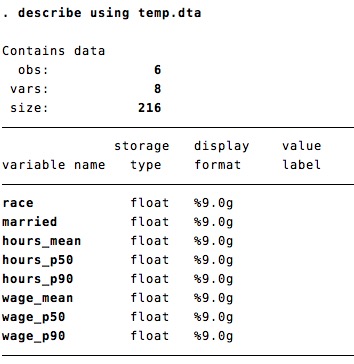 . describe using temp.dta
Contains data
obs: 6
vars: 8
size: 216
storage display value
variable name type format label
race float %9.0g
married float %9.0g
hours_mean float %9.0g
hours_p50 float %9.0g
hours_p90 float %9.0g
wage_mean float %9.0g
wage_p50 float %9.0g
wage_p90 float %9.0g